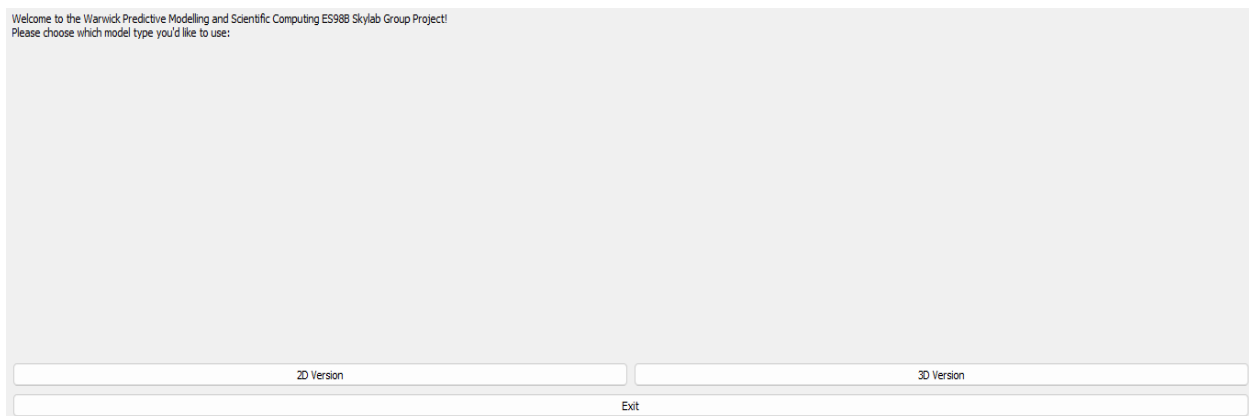 Welcome to the Warwick Predictive Modelling and Scientific Computing ES98B Skylab Group Project!
Please choose which model type you'd like to use:
2D Version
3D Version
Exit